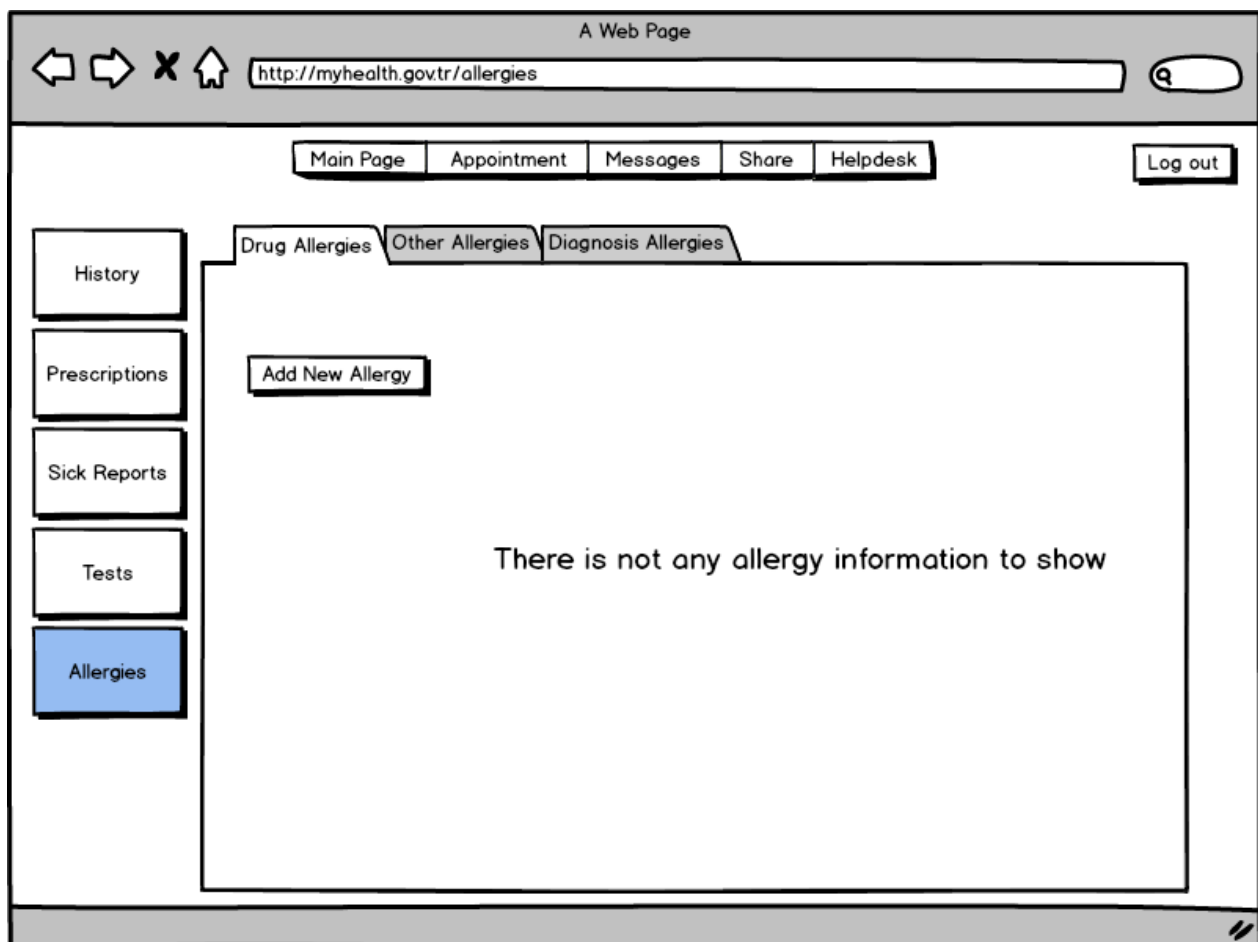 A Web Page
http://myhealth.gov.tr/allergies
Main Page Appointment Messages Share Helpdesk
Log out
History
Prescriptions
Sick Reports
Tests
Allergies
Drug Allergies Other Allergies Diagnosis Allergies
Add New Allergy
There is not any allergy information to show